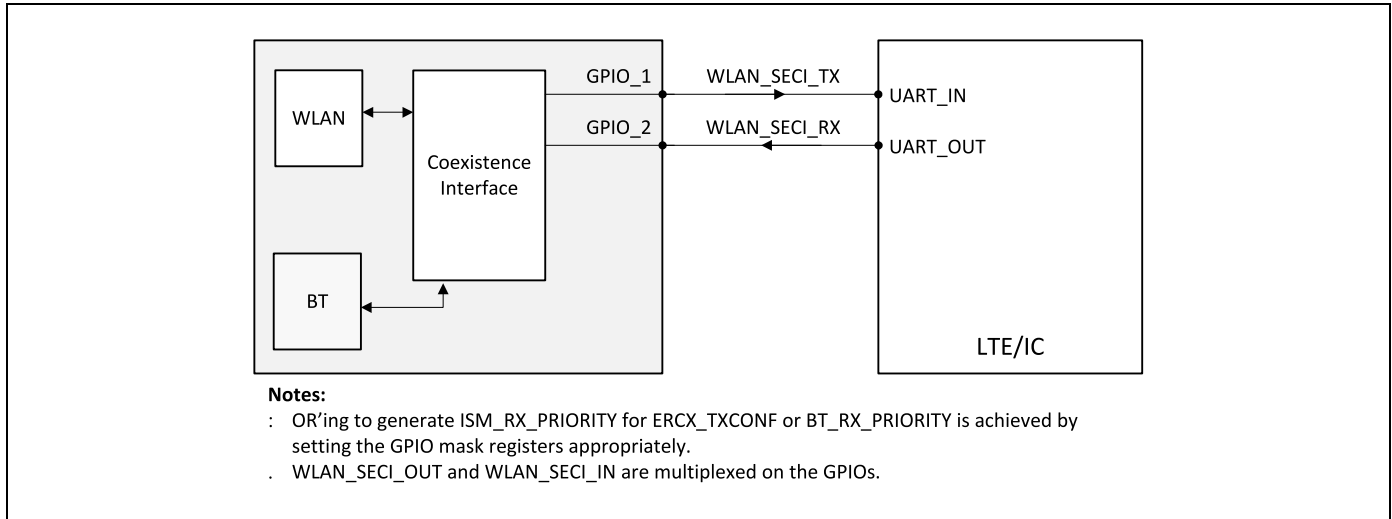 GPIO_1 WLAN_SECI_TX
UART_IN
WLAN
GPIO_2 WLAN_SECI_RX
UART_OUT
Coexistence
Interface
BT
LTE/IC
Notes:
: OR'ing to generate ISM_RX_PRIORITY for ERCX_TXCONF or BT_RX_PRIORITY is achieved by
setting the GPIO mask registers appropriately.
. WLAN_SECI_OUT and WLAN_SECI_IN are multiplexed on the GPIOs.